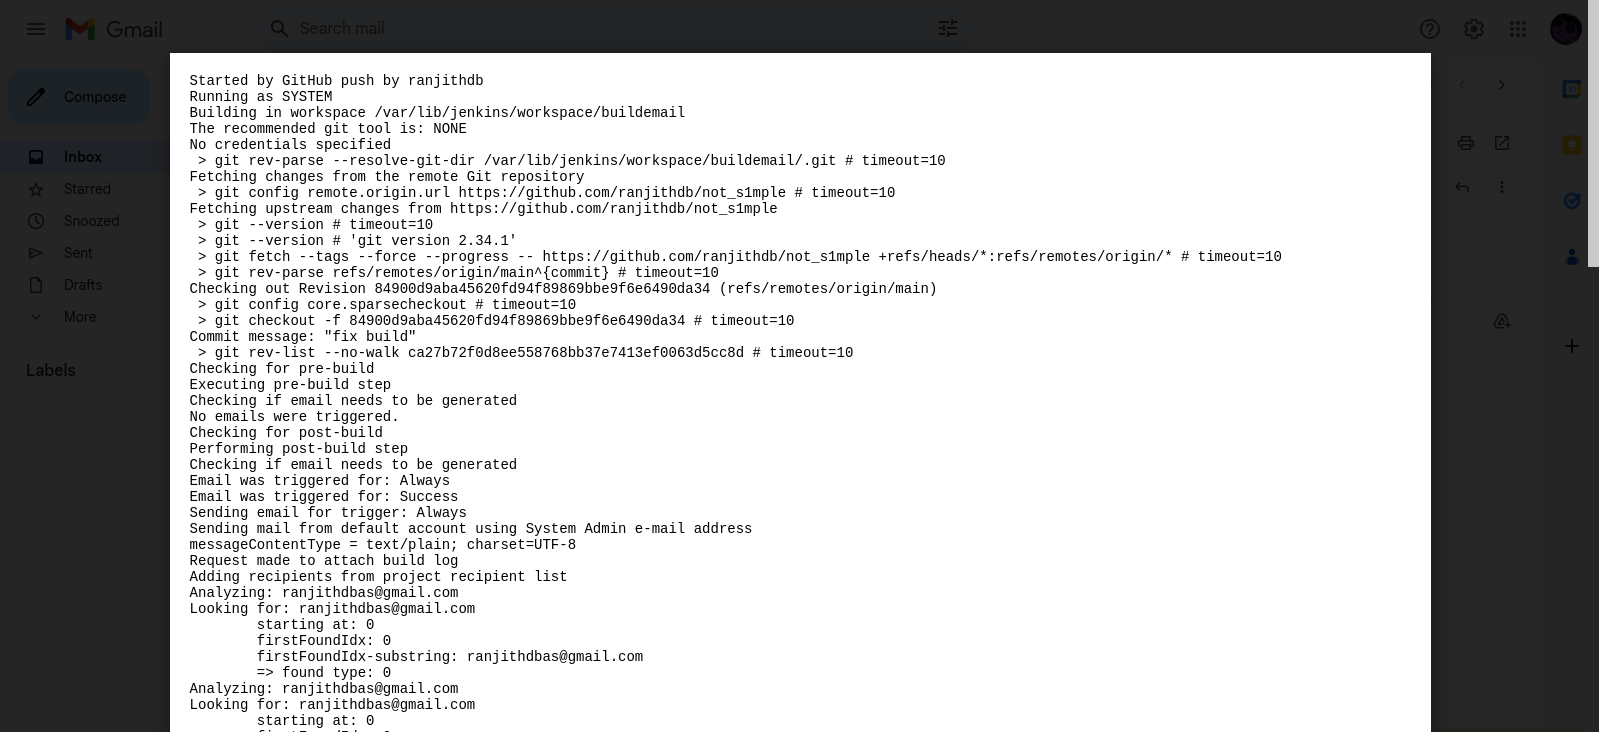 Gmail
Search mail
Compose
Inbox
Starred
Snoozed
Sent
Drafts
More
Labels
Started by GitHub push by ranjithdb
Running as SYSTEM
Building in workspace /var/lib/jenkins/workspace/buildemail
The recommended git tool is: NONE
No credentials specified
 > git rev-parse --resolve-git-dir /var/lib/jenkins/workspace/buildemail/.git # timeout=10
Fetching changes from the remote Git repository
 > git config remote.origin.url https://github.com/ranjithdb/not_s1mple # timeout=10
Fetching upstream changes from https://github.com/ranjithdb/not_s1mple
 > git --version # timeout=10
 > git --version # 'git version 2.34.1'
 > git fetch --tags --force --progress -- https://github.com/ranjithdb/not_s1mple +refs/heads/*:refs/remotes/origin/* # timeout=10
 > git rev-parse refs/remotes/origin/main^{commit} # timeout=10
Checking out Revision 84900d9aba45620fd94f89869bbe9f6e6490da34 (refs/remotes/origin/main)
 > git config core.sparsecheckout # timeout=10
 > git checkout -f 84900d9aba45620fd94f89869bbe9f6e6490da34 # timeout=10
Commit message: "fix build"
 > git rev-list --no-walk ca27b72f0d8ee558768bb37e7413ef0063d5cc8d # timeout=10
Checking for pre-build
Executing pre-build step
Checking if email needs to be generated
No emails were triggered.
Checking for post-build
Performing post-build step
Checking if email needs to be generated
Email was triggered for: Always
Email was triggered for: Success
Sending email for trigger: Always
Sending mail from default account using System Admin e-mail address
messageContentType = text/plain; charset=UTF-8
Request made to attach build log
Adding recipients from project recipient list
Analyzing: ranjithdbas@gmail.com
Looking for: ranjithdbas@gmail.com
        starting at: 0
        firstFoundIdx: 0
        firstFoundIdx-substring: ranjithdbas@gmail.com
        => found type: 0
Analyzing: ranjithdbas@gmail.com
Looking for: ranjithdbas@gmail.com
        starting at: 0